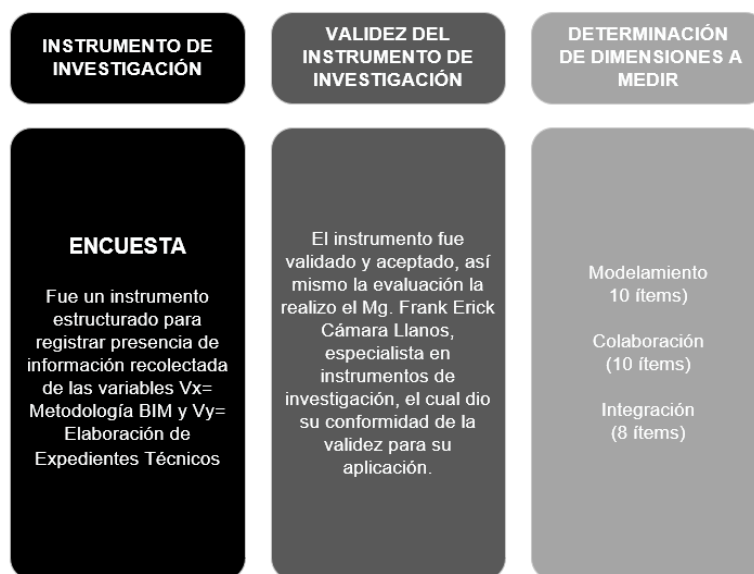 INSTRUMENTO DE
INVESTIGACIÓN
VALIDEZ DEL
INSTRUMENTO DE
INVESTIGACIÓN
DETERMINACIÓN
DE DIMENSIONES A
MEDIR
ENCUESTA
Fue un instrumento
estructurado para
registrar presencia de
información recolectada
de las variables Vx=
Metodología BIM y Vy=
Elaboración de
Expedientes Técnicos
El instrumento fue
validado y aceptado, así
mismo la evaluación la
realizo el Mg. Frank Erick
Cámara Llanos,
especialista en
instrumentos de
investigación, el cual dio
su conformidad de la
validez para su
aplicación.
Modelamiento
10 ítems)
Colaboración
(10 ítems)
Integración
(8 ítems)